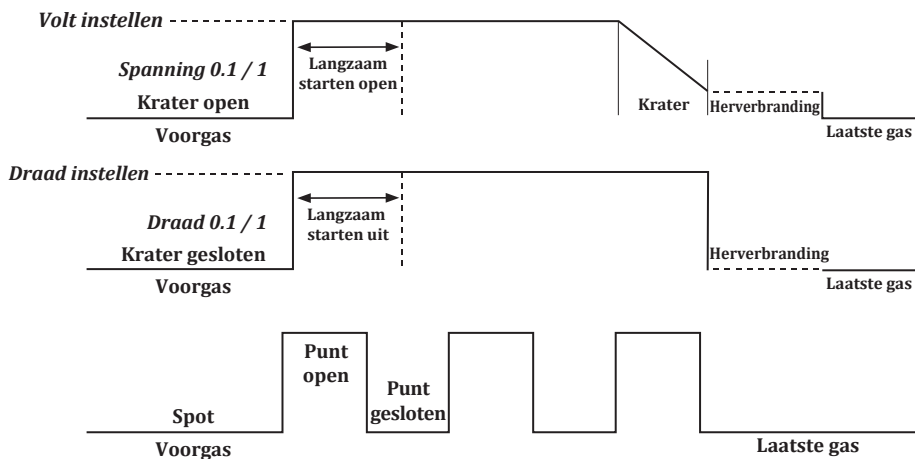 Volt instellen
Langzaam
starten open
Spanning 0.1 / 1
Krater open
Krater
Herverbranding
Voorgas
Laatste gas
Draad instellen
Langzaam
starten uit
Draad 0.1 / 1
Krater gesloten
Herverbranding
Voorgas
Laatste gas
Punt
open
Punt
gesloten
Spot
Voorgas
Laatste gas